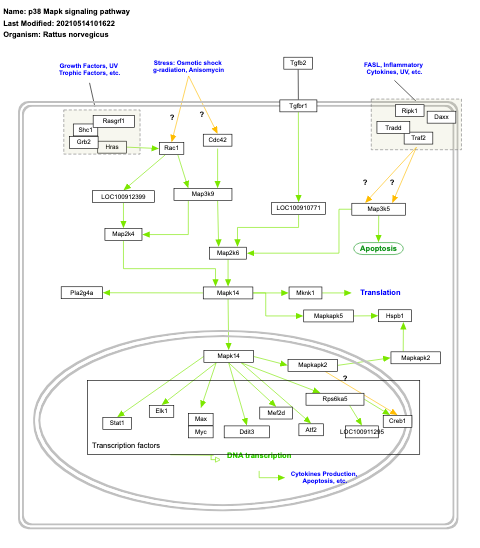 Name: p38 Mapk signaling pathway
Last Modified: 20210514101622
Organism: Rattus norvegicus
Growth Factors, UV
Trophic Factors, etc.
Stress: Osmotic shock
g-radiation, Anisomycin
Tgfb2
FASL, Inflammatory
Cytokines, UV, etc.
Tgfbr1
Rasgrf1
Shc1
Grb2
Hras
?
?
Rac1
Cdc42
Ripk1
Daxx
Tradd
Traf2
?
?
LOC100912399
Map3k9
LOC100910771
Map3k5
Map2k4
Map2k6
Apoptosis
Pla2g4a
Mapk14
Mknk1
Translation
Mapkapk5
Hspb1
Mapk14
Mapkapk2
Mapkapk2
?
Stat1
Elk1
Max
Myc
Ddit3
Mef2d
Atf2
Rps6ka5
LOC100911295
Creb1
Transcription factors
DNA transcription
Cytokines Production,
Apoptosis, etc.